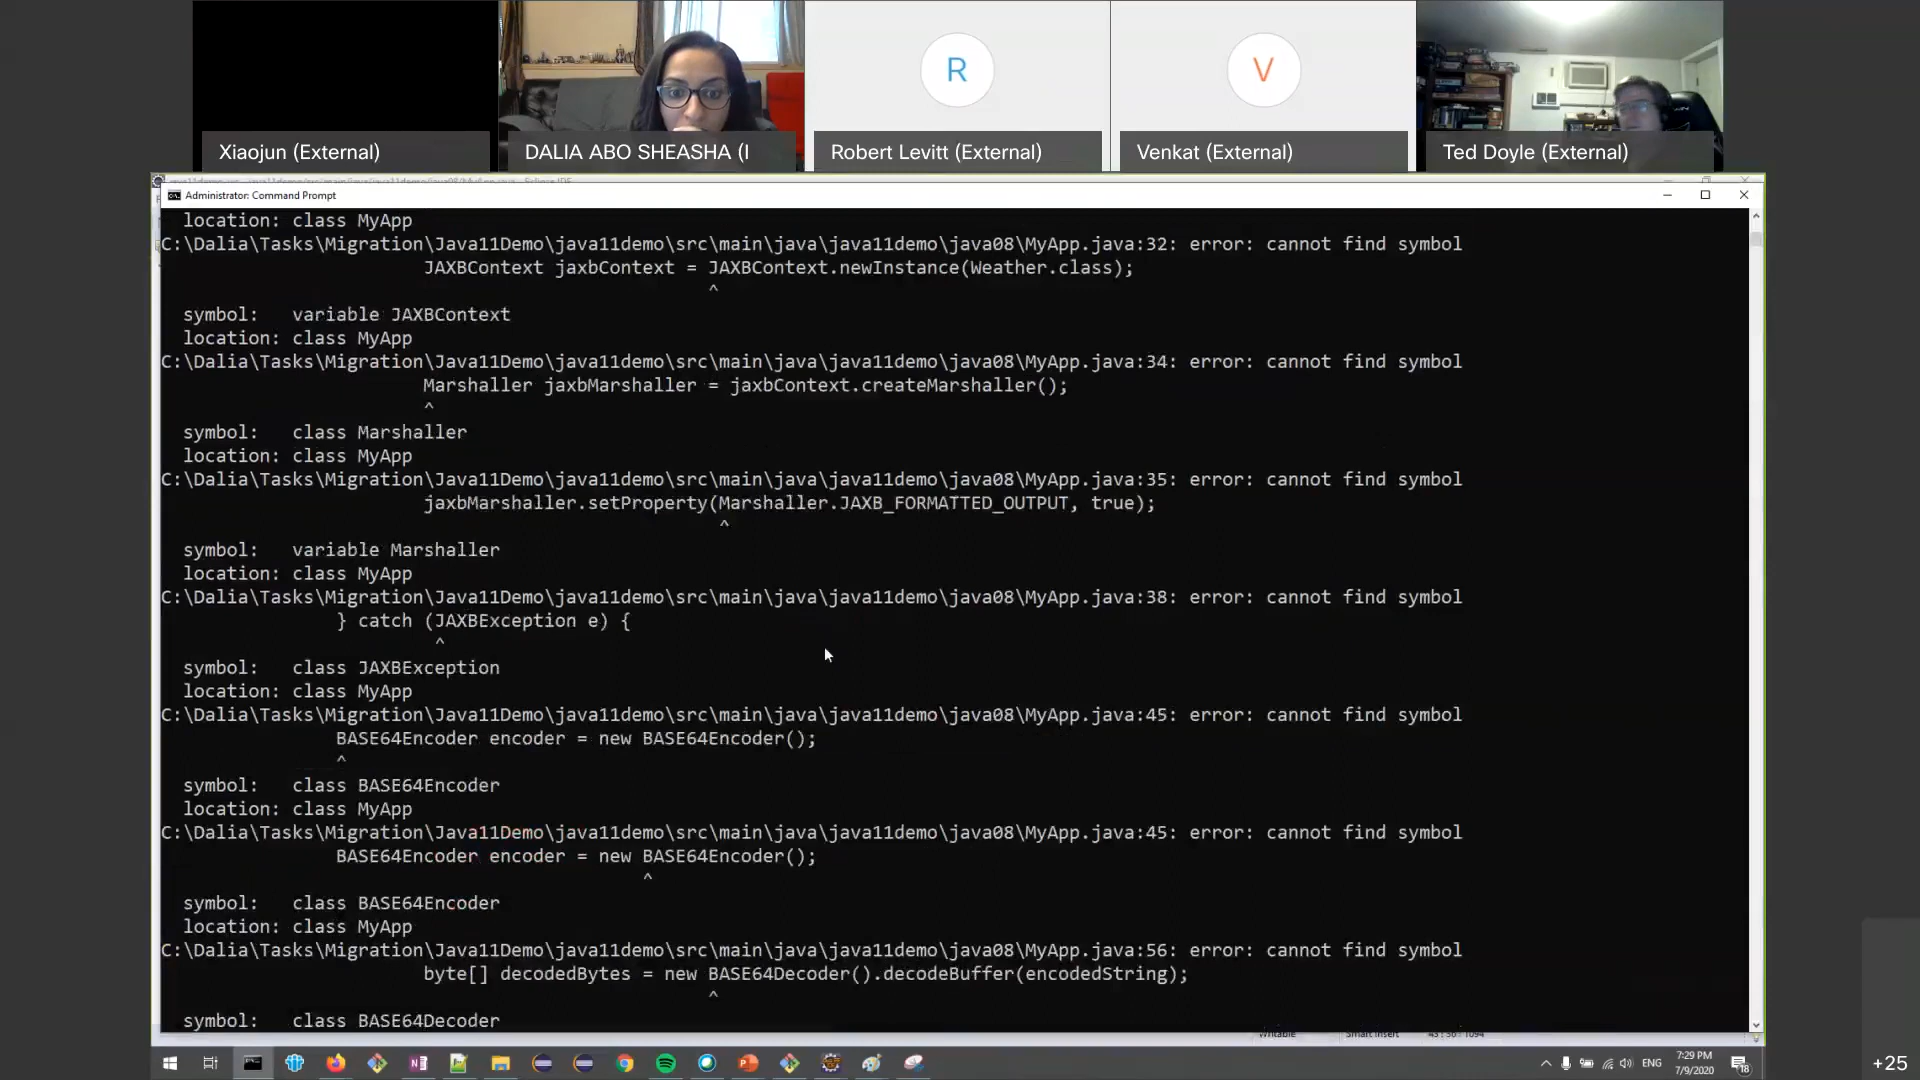 R
V
Xiaojun (External)
DALIA ABO SHEASHA (I
Robert Levitt (External)
Venkat (External)
Ted Doyle (External)
Administrator: Command Prompt
location: class MyApp
C:\Dalia\Tasks\Migration\Java11Demo\java11demo\src\main\java\java11demo\java08\MyApp.java:32: error: cannot find symbol
JAXBContext jaxbContext = JAXBContext.newInstance(Weather.class);
^
symbol:   variable JAXBContext
location: class MyApp
C:\Dalia\Tasks\Migration\Java11Demo\java11demo\src\main\java\java11demo\java08\MyApp.java:34: error: cannot find symbol
Marshaller jaxbMarshaller = jaxbContext.createMarshaller();
^
symbol:   class Marshaller
location: class MyApp
C:\Dalia\Tasks\Migration\Java11Demo\java11demo\src\main\java\java11demo\java08\MyApp.java:35: error: cannot find symbol
jaxbMarshaller.setProperty(Marshaller.JAXB_FORMATTED_OUTPUT, true);
^
symbol:   variable Marshaller
location: class MyApp
C:\Dalia\Tasks\Migration\Java11Demo\java11demo\src\main\java\java11demo\java08\MyApp.java:38: error: cannot find symbol
} catch (JAXBException e) {
^
symbol:   class JAXBException
location: class MyApp
C:\Dalia\Tasks\Migration\Java11Demo\java11demo\src\main\java\java11demo\java08\MyApp.java:45: error: cannot find symbol
BASE64Encoder encoder = new BASE64Encoder();
^
symbol:   class BASE64Encoder
location: class MyApp
C:\Dalia\Tasks\Migration\Java11Demo\java11demo\src\main\java\java11demo\java08\MyApp.java:45: error: cannot find symbol
BASE64Encoder encoder = new BASE64Encoder();
^
symbol:   class BASE64Encoder
location: class MyApp
C:\Dalia\Tasks\Migration\Java11Demo\java11demo\src\main\java\java11demo\java08\MyApp.java:56: error: cannot find symbol
byte[] decodedBytes = new BASE64Decoder().decodeBuffer(encodedString);
^
symbol:   class BASE64Decoder
ENG
7:29 PM
7/9/2020
+25